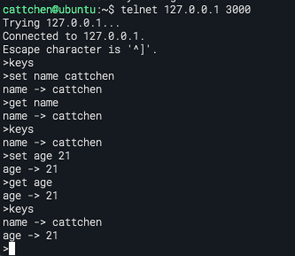 cattchen@ubuntu:~$ telnet 127.0.0.1 3000
Trying 127.0.0.1...
Connected to 127.0.0.1.
Escape character is '^]'.
>keys
>set name cattchen
name -> cattchen
>get name
name -> cattchen
>keys
name -> cattchen
>set age 21
age -> 21
>get age
age -> 21
>keys
name -> cattchen
age -> 21
>